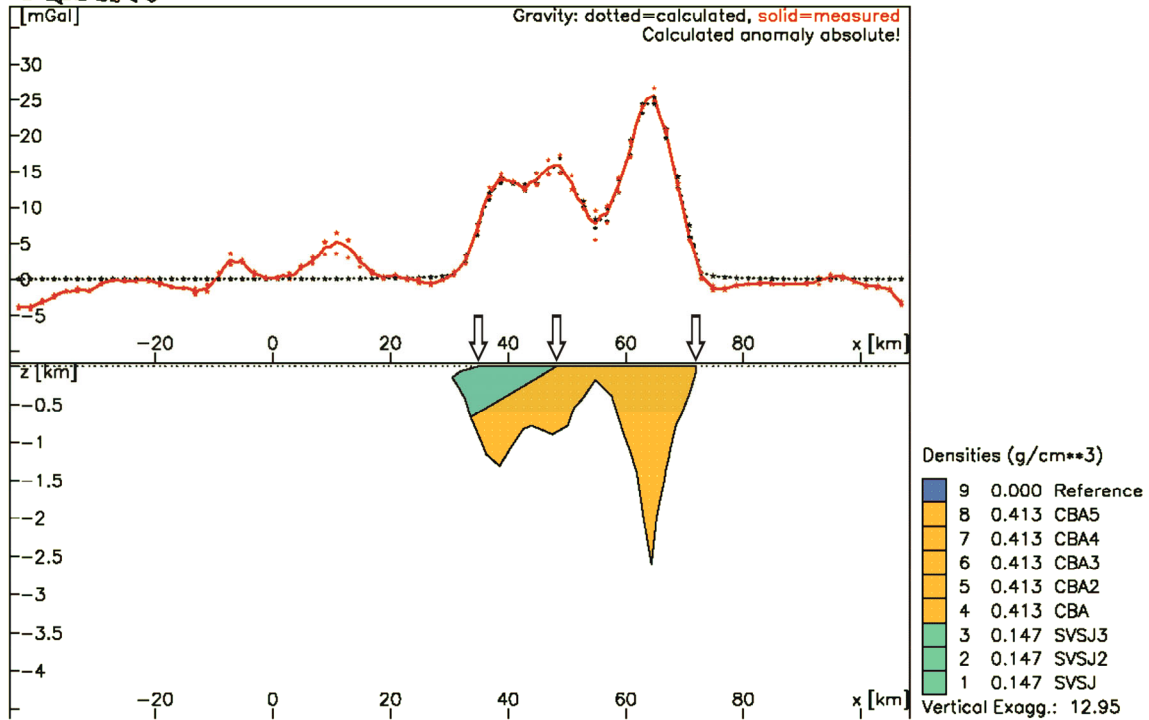 [mGal]
Gravity: dotted=calculated, solid=measured
Calculated anomaly absolute!
30
25
20
15
10
5
0
-5
-20 0 20 40 60 80 x [km]
z [km]
-0.5
-1
-1.5
-2
-2.5
-3
-3.5
-4
-20 0 20 40 60 80 x [km]
Densities (g/cm**3)
9 0.000 Reference
8 0.413 CBA5
7 0.413 CBA4
6 0.413 CBA3
5 0.413 CBA2
4 0.413 CBA
3 0.147 SVSJ3
2 0.147 SVSJ2
1 0.147 SVSJ
Vertical Exagg.: 12.95